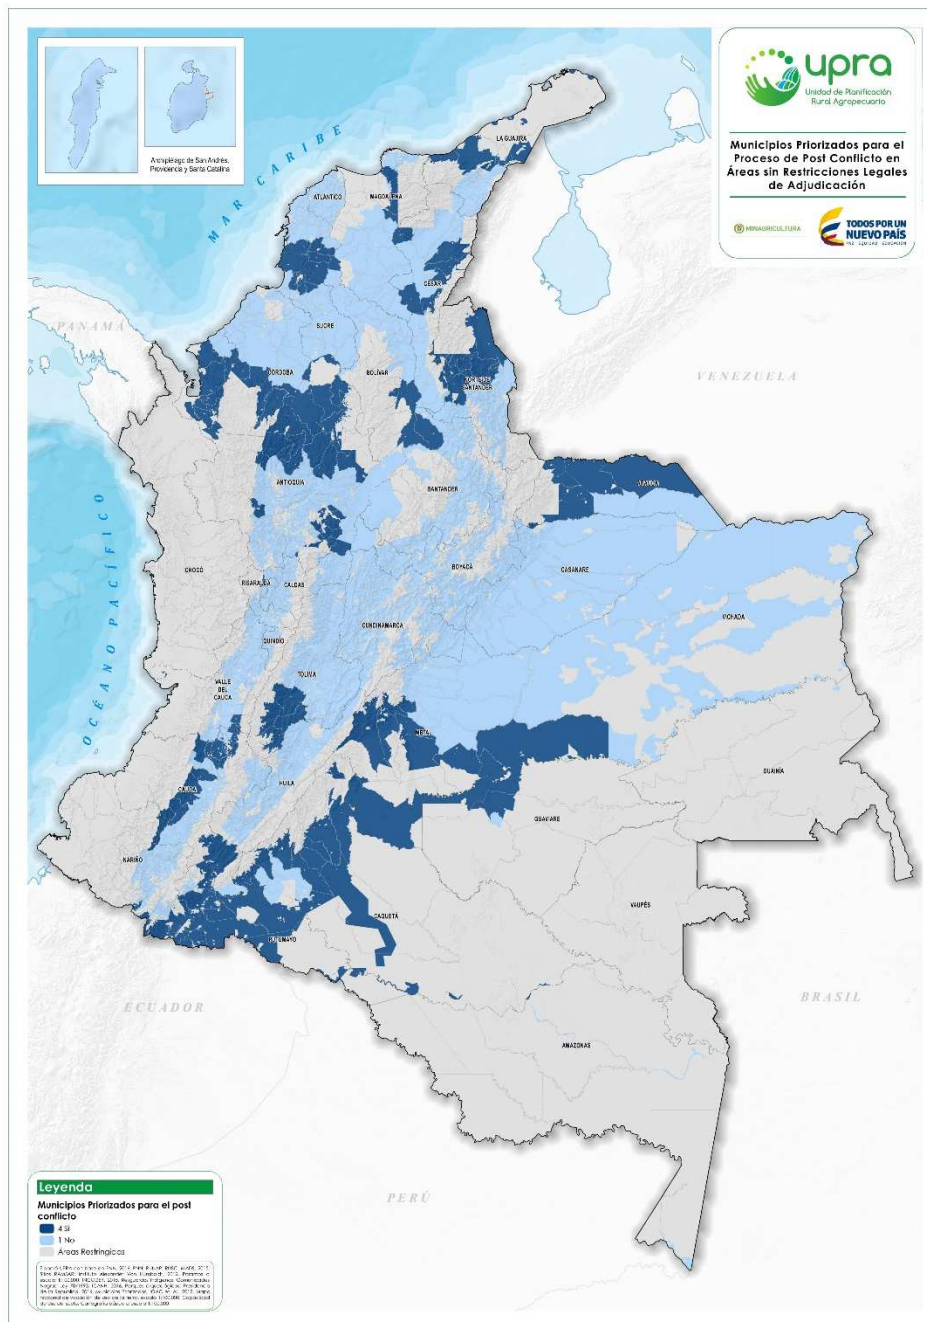 Archipiélago de San Andrés,
Providencia y Santa Catalina
upra
Unidad de Planificación
Rural Agropecuaria
Municipios Priorizados para el
Proceso de Post Conflicto en
Áreas sin Restricciones Legales
de Adjudicación
MINAGRICULTURA
TODOS POR UN
NUEVO PAÍS
PAZ EQUIDAD EDUCACIÓN
MAR CARIBE
LA GUAJIRA
ATLÁNTICO
MAGDALENA
CESAR
SUCRE
PANAMÁ
CÓRDOBA
BOLÍVAR
NORTE DE
SANTANDER
VENEZUELA
ANTIOQUIA
SANTANDER
ARAUCA
OCÉANO PACÍFICO
CHOCÓ
RISARALDA
CALDAS
BOYACÁ
CASANARE
VICHADA
CUNDINAMARCA
QUINDÍO
TOLIMA
VALLE
DEL
CAUCA
META
HUILA
GUAINÍA
CAUCA
GUAVIARE
NARIÑO
CAQUETÁ
VAUPÉS
PUTUMAYO
ECUADOR
BRASIL
AMAZONAS
PERÚ
Leyenda
Municipios Priorizados para el post
conflicto
4 Si
1 No
Áreas Restringidas